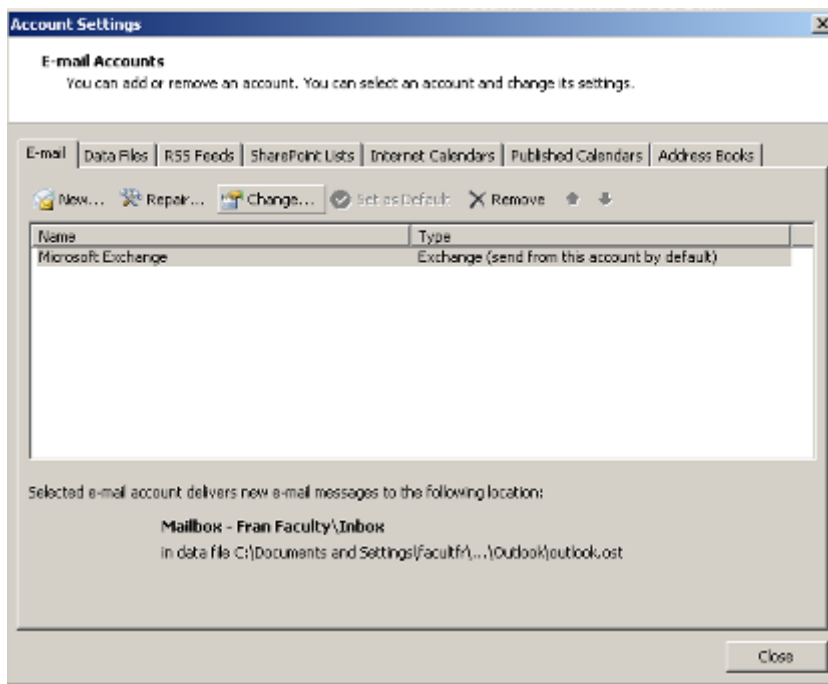 Account Settings
E-mail Accounts
You can add or remove an account. You can select an account and change its settings.
E-mail Data Files RSS Feeds SharePoint Lists Internet Calendars Published Calendars Address Books
New... Repair... Change... Set as Default Remove
Name Type
Microsoft Exchange Exchange (send from this account by default)
Selected e-mail account delivers new e-mail messages to the following location:
Mailbox - Fran Faculty\Inbox
in data file C:\Documents and Settings\facultfr\...\Outlook\outlook.ost
Close